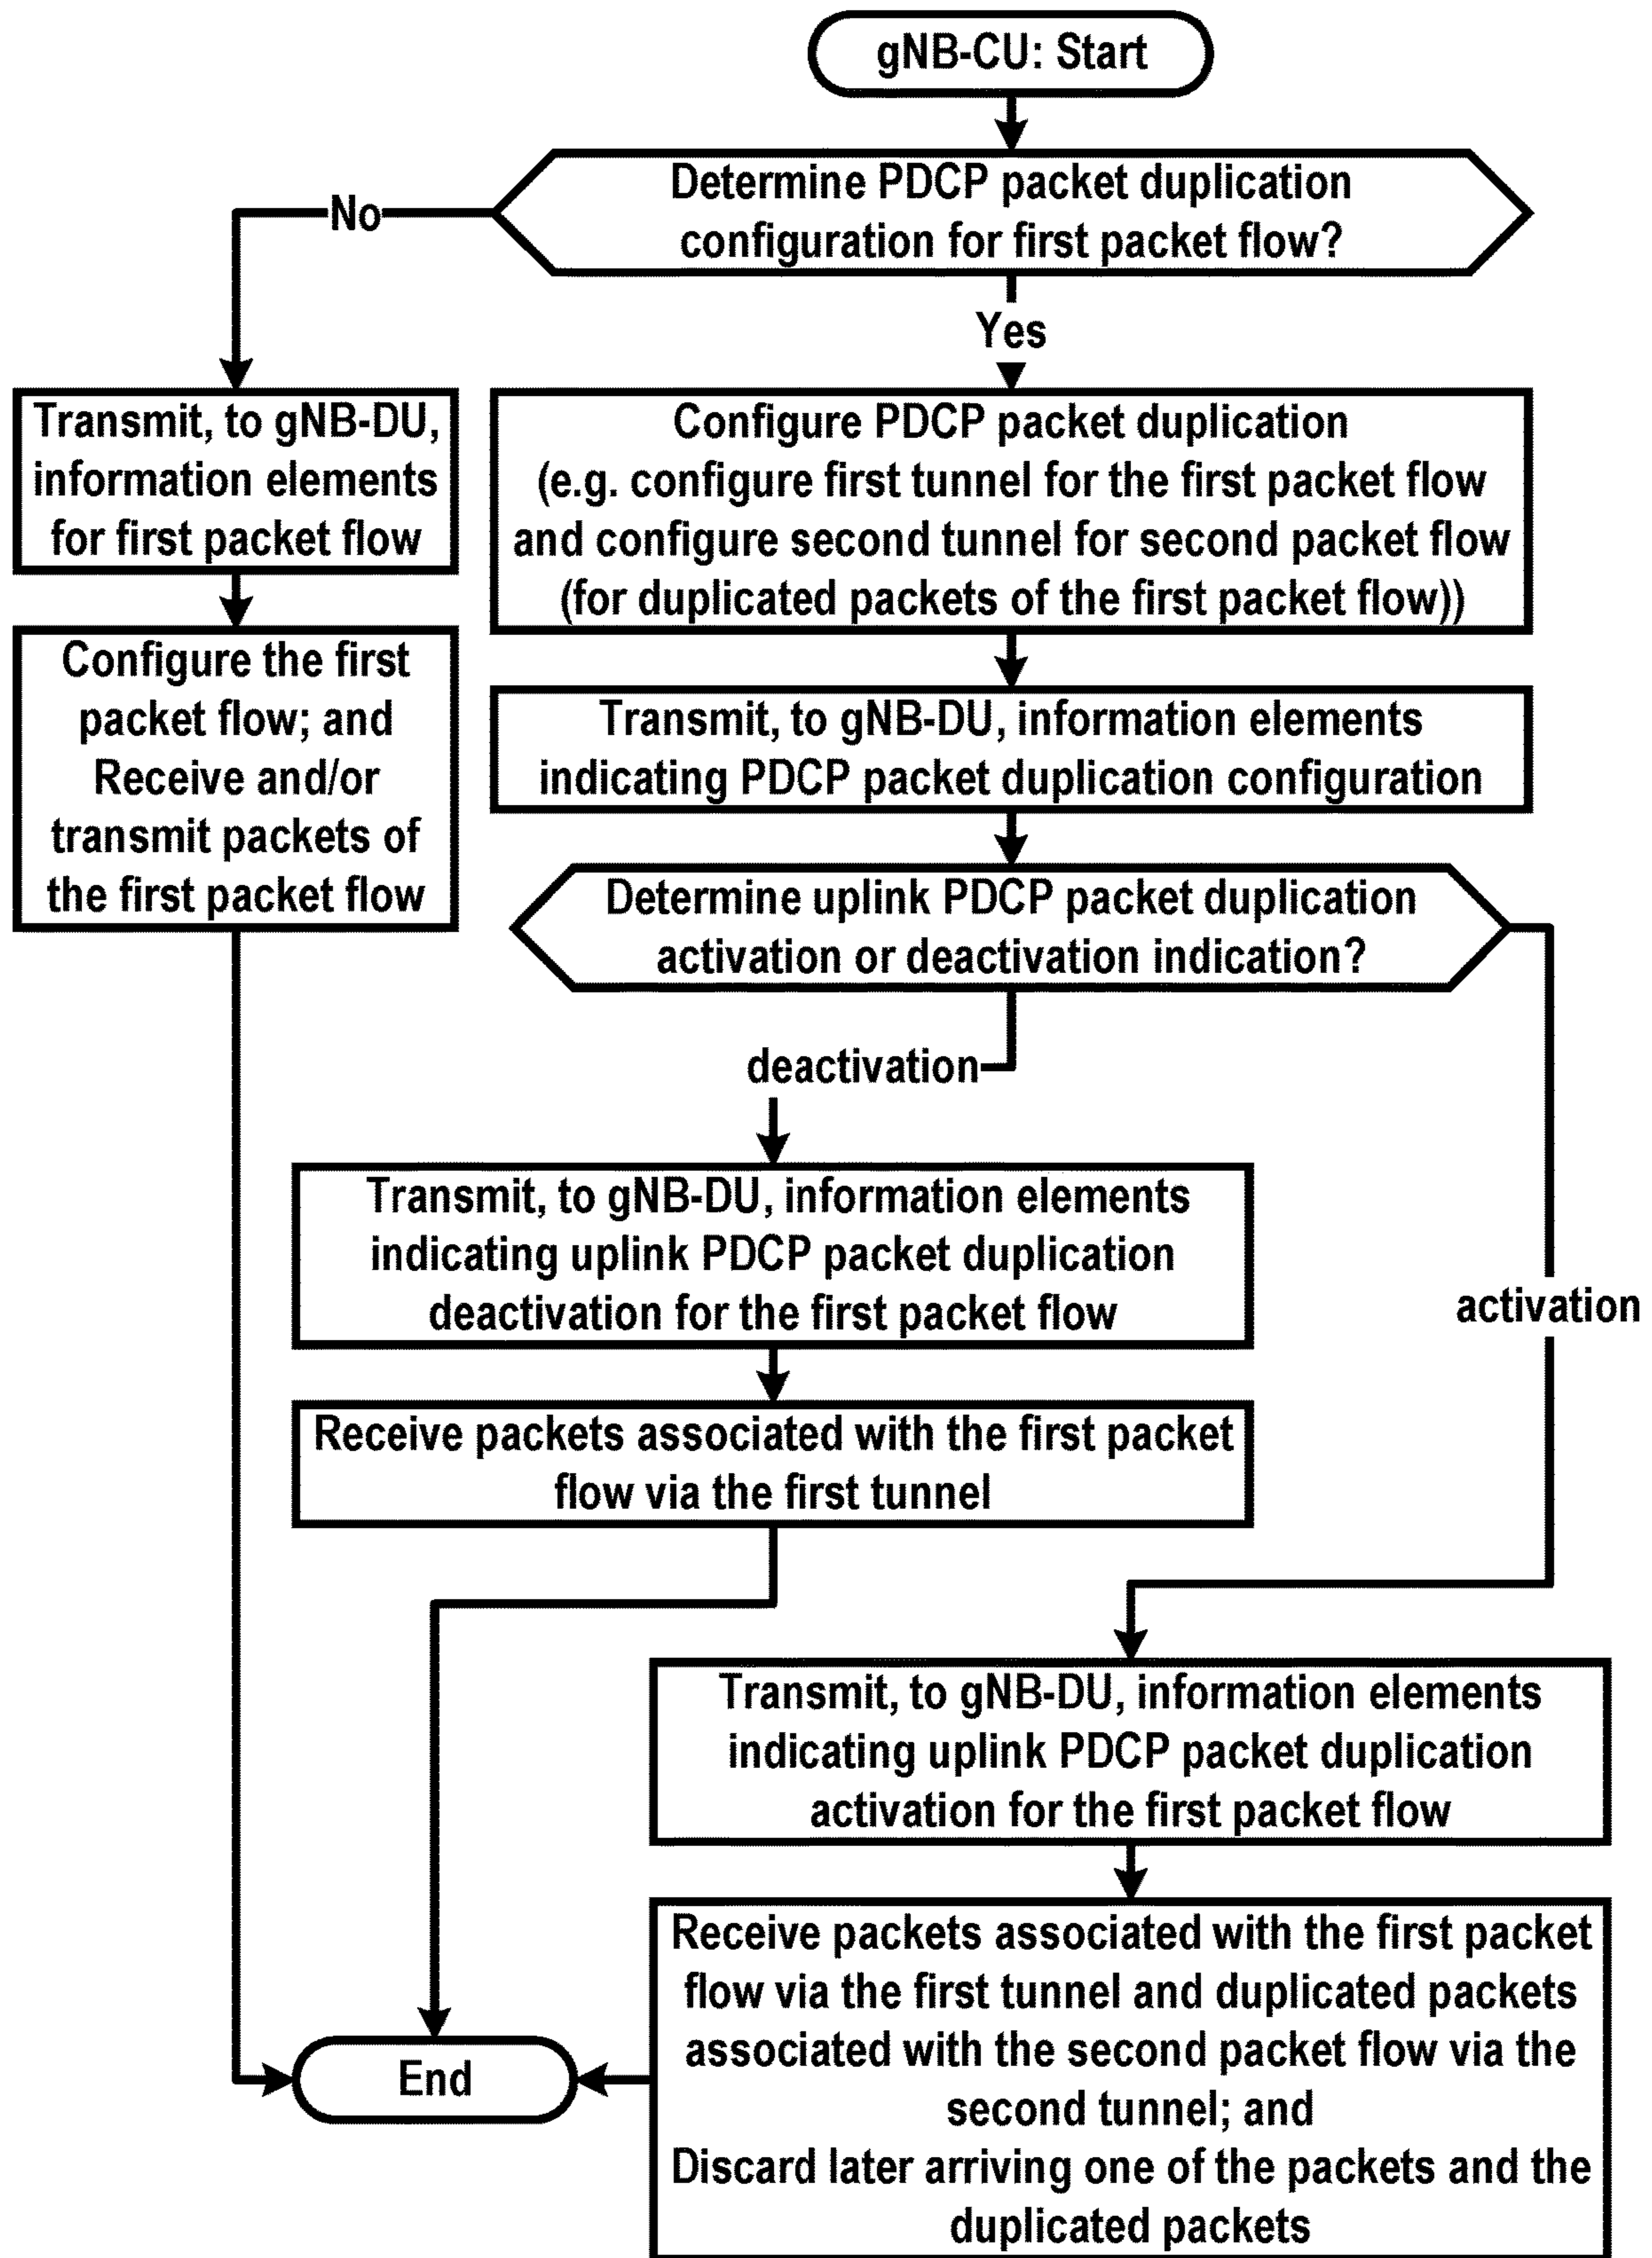 gNB-CU: Start
Determine PDCP packet duplication
configuration for first packet flow?
No
Yes
Transmit, to gNB-DU,
information elements
for first packet flow
Configure the first
packet flow; and
Receive and/or
transmit packets of
the first packet flow
Configure PDCP packet duplication
(e.g. configure first tunnel for the first packet flow
and configure second tunnel for second packet flow
(for duplicated packets of the first packet flow))
Transmit, to gNB-DU, information elements
indicating PDCP packet duplication configuration
Determine uplink PDCP packet duplication
activation or deactivation indication?
deactivation
Transmit, to gNB-DU, information elements
indicating uplink PDCP packet duplication
deactivation for the first packet flow
activation
Receive packets associated with the first packet
flow via the first tunnel
Transmit, to gNB-DU, information elements
indicating uplink PDCP packet duplication
activation for the first packet flow
Receive packets associated with the first packet
flow via the first tunnel and duplicated packets
associated with the second packet flow via the
second tunnel; and
Discard later arriving one of the packets and the
duplicated packets
End